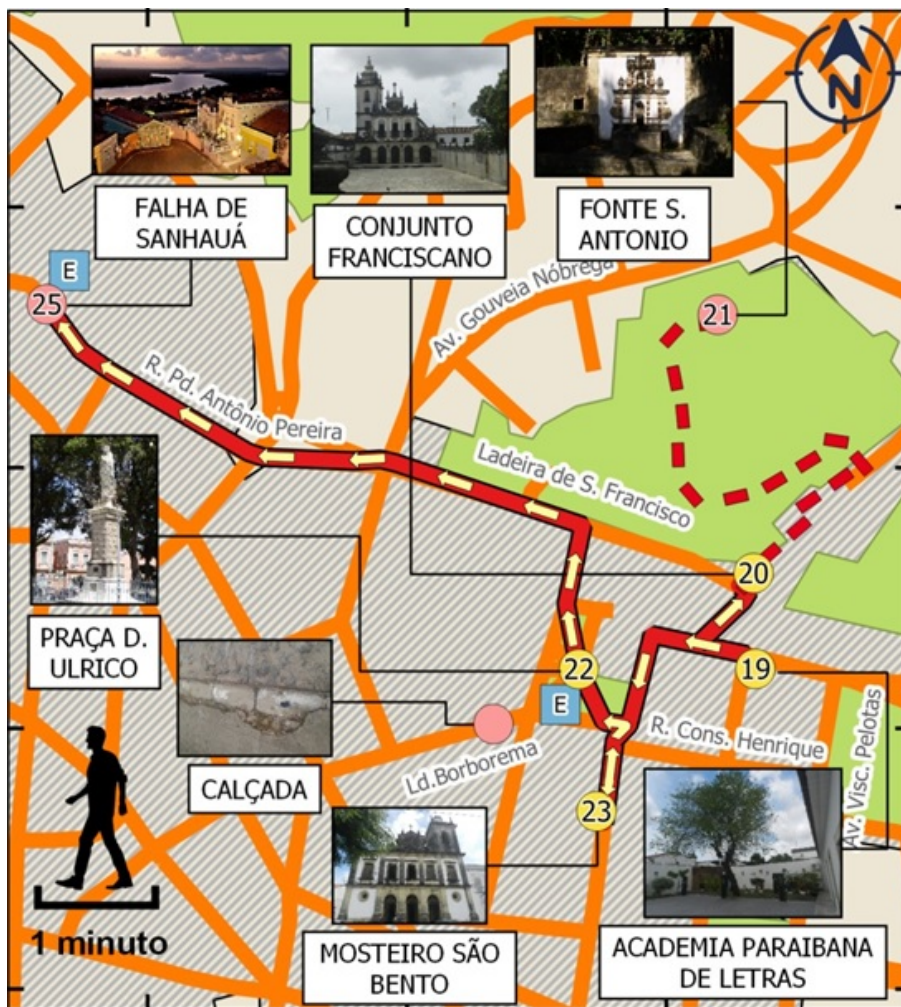 N
FALHA DE
SANHAUÁ
CONJUNTO
FRANCISCANO
FONTE S.
ANTONIO
E
25
21
Av. Gouveia Nóbrega
R. Pd. Antônio Pereira
Ladeira de S. Francisco
20
PRAÇA D.
ULRICO
22
19
E
R. Cons. Henrique
Av. Visc. Pelotas
CALÇADA
Ld.Borborema
23
1 minuto
MOSTEIRO SÃO
BENTO
ACADEMIA PARAIBANA
DE LETRAS